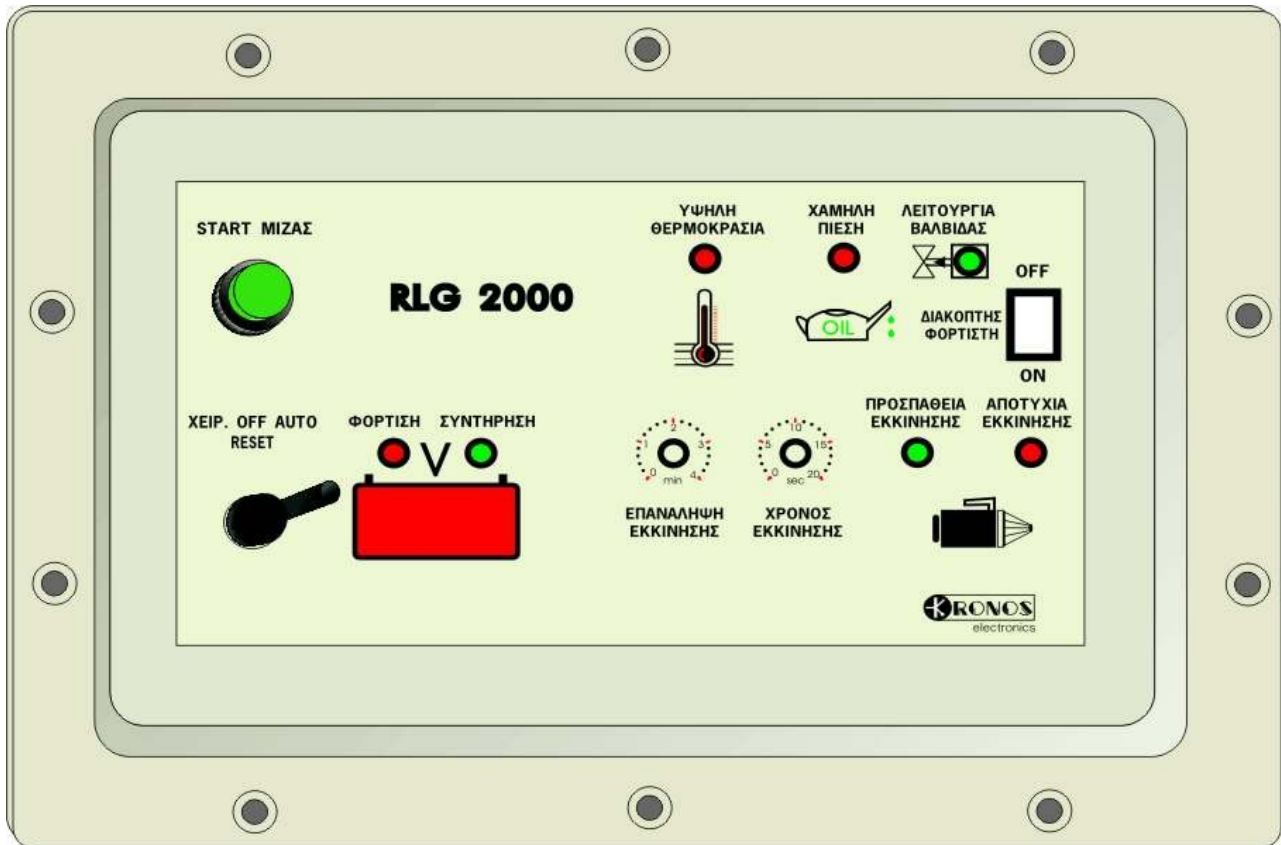 START ΜΙΖΑΣ
RLG 2000
ΥΨΗΛΗ
ΘΕΡΜΟΚΡΑΣΙΑ
ΧΑΜΗΛΗ
ΠΙΕΣΗ
ΛΕΙΤΟΥΡΓΙΑ
ΒΑΛΒΙΔΑΣ
OFF
OIL
ΔΙΑΚΟΠΤΗΣ
ΦΟΡΤΙΣΤΗ
ON
ΧΕΙΡ. OFF AUTO
RESET
ΦΟΡΤΙΣΗ
V
ΣΥΝΤΗΡΗΣΗ
0 1 2 3 4
min
ΕΠΑΝΑΛΗΨΗ
ΕΚΚΙΝΗΣΗΣ
0 5 10 15 20
sec
ΧΡΟΝΟΣ
ΕΚΚΙΝΗΣΗΣ
ΠΡΟΣΠΑΘΕΙΑ
ΕΚΚΙΝΗΣΗΣ
ΑΠΟΤΥΧΙΑ
ΕΚΚΙΝΗΣΗΣ
KRONOS
electronics